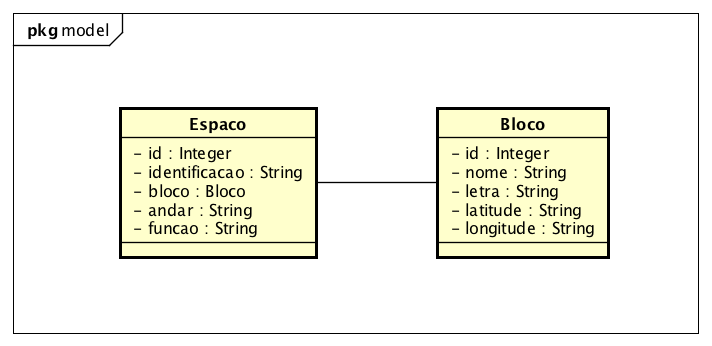 pkg model
Espaco
- id : Integer
- identificacao : String
- bloco : Bloco
- andar : String
- funcao : String
Bloco
- id : Integer
- nome : String
- letra : String
- latitude : String
- longitude : String